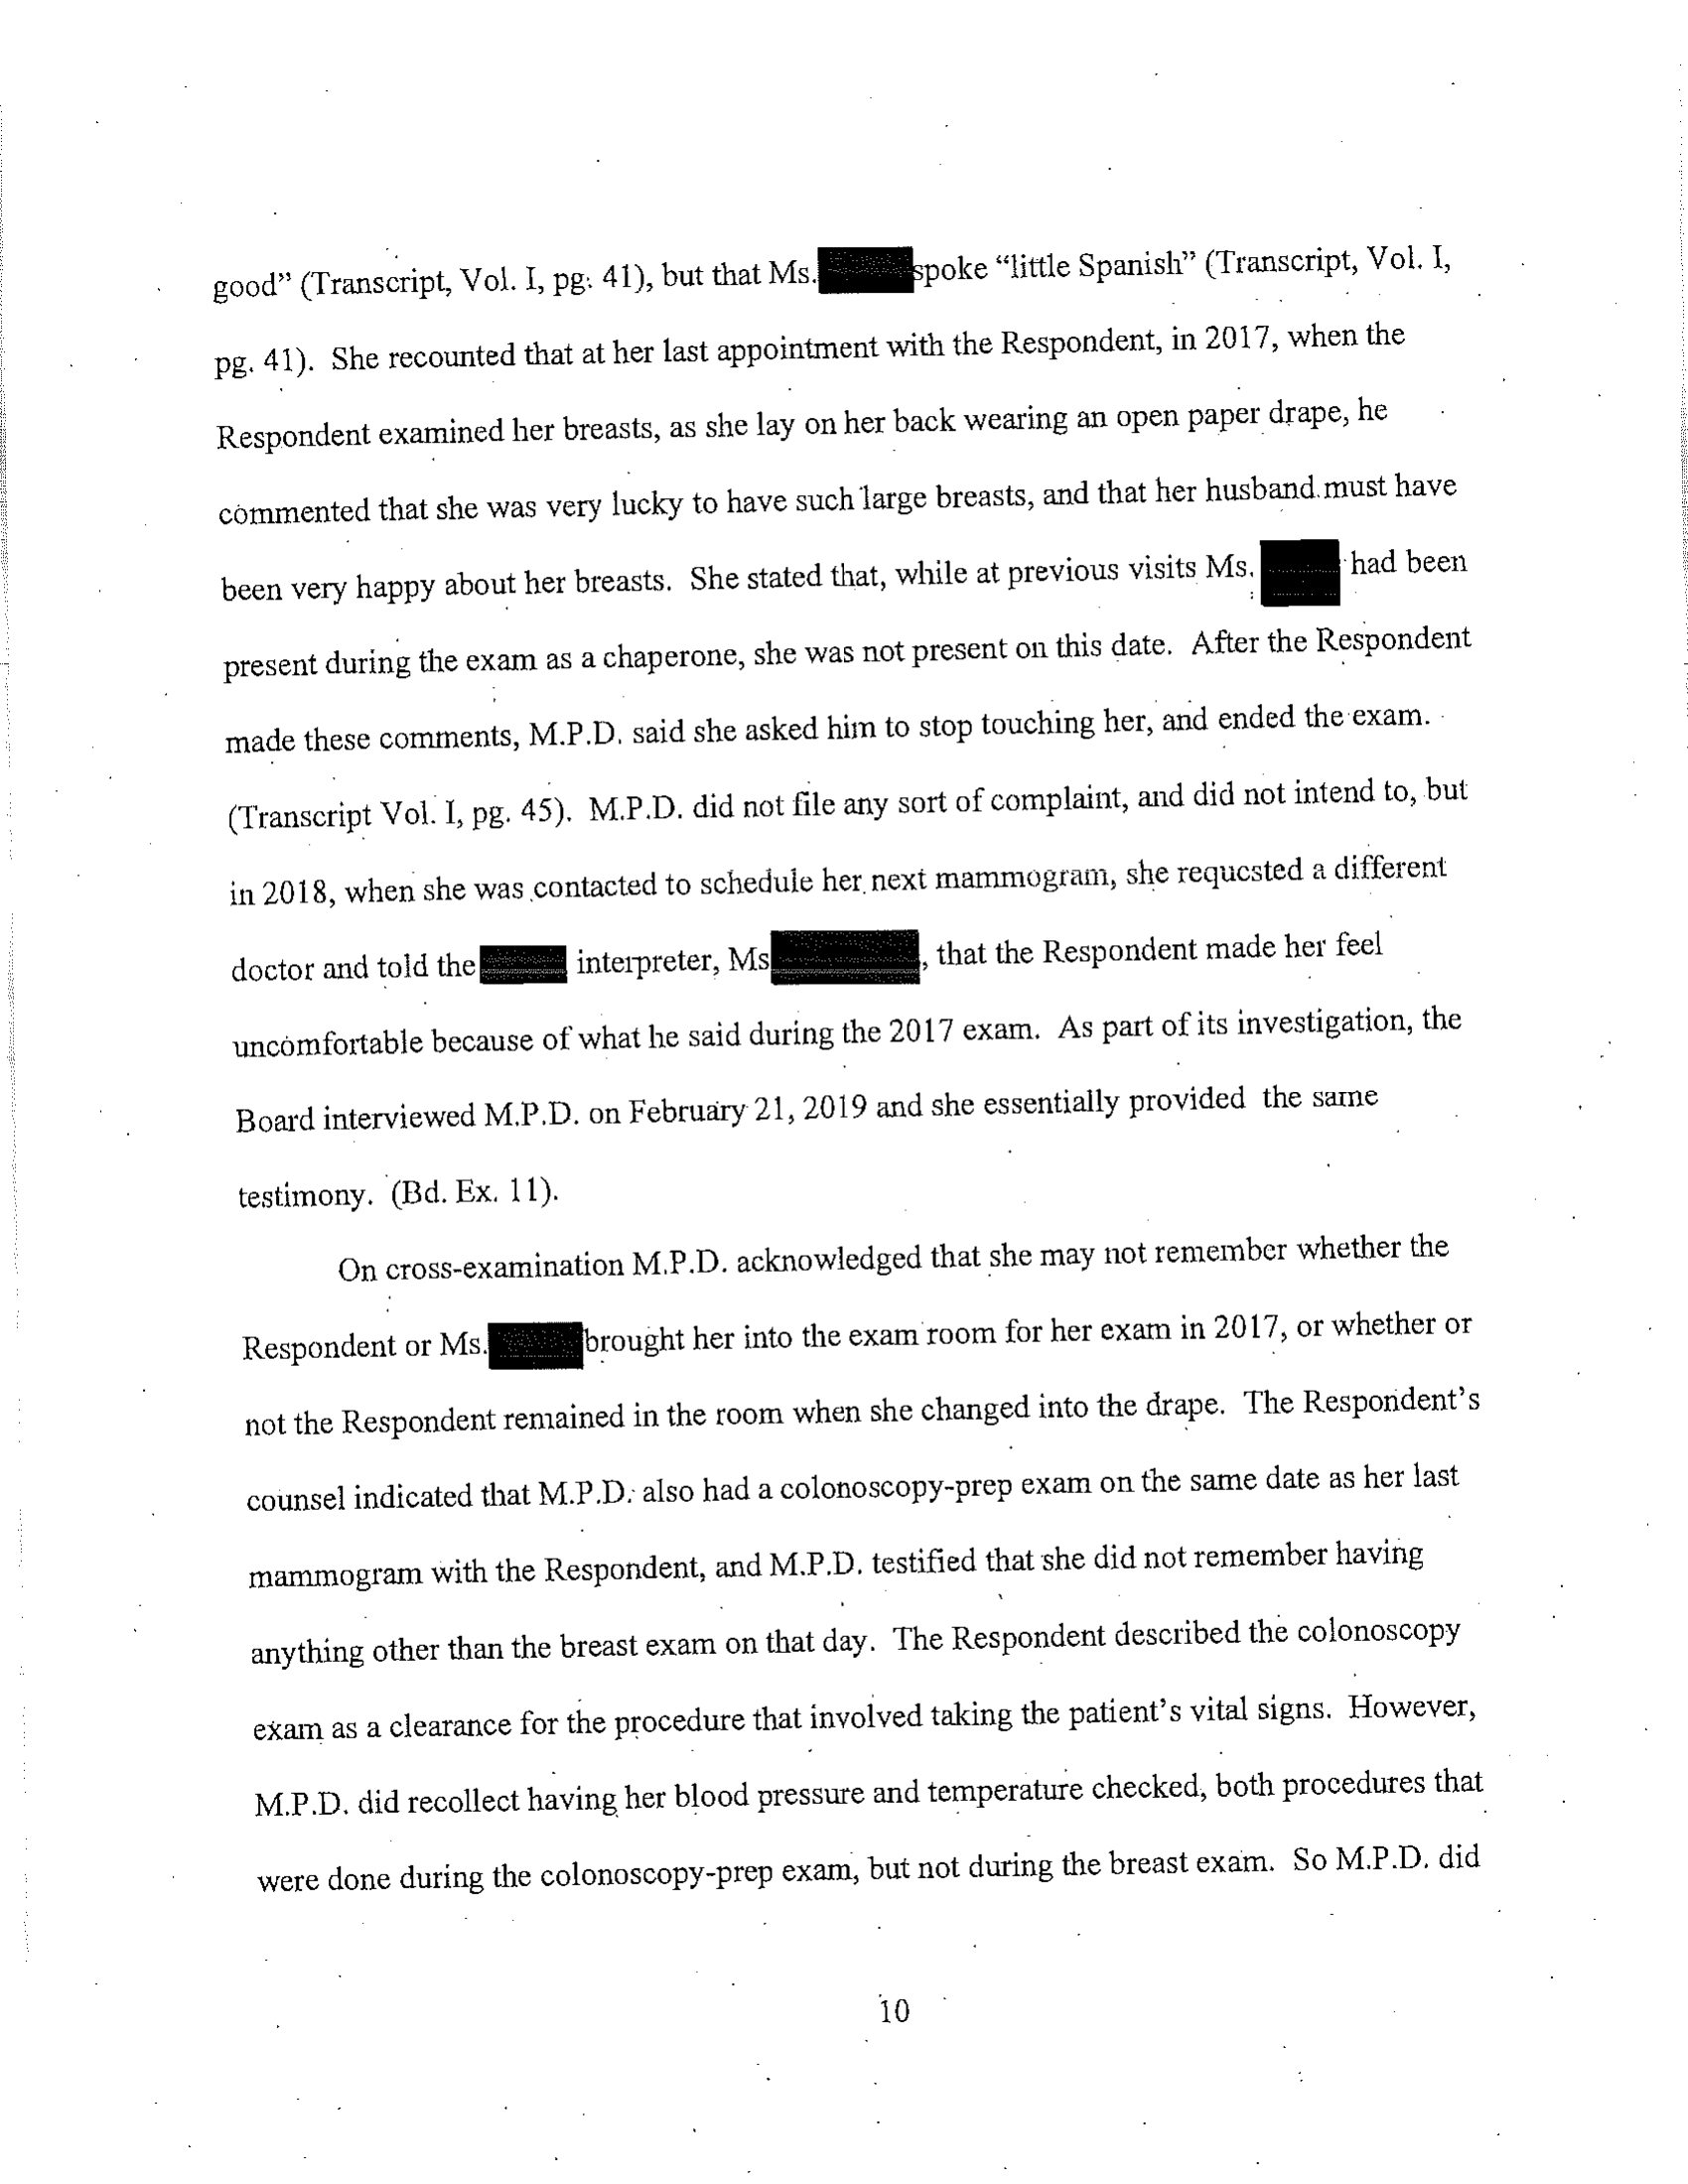 good” (Transcript, Vol. I, pg. 41), but that Ms. spoke “little Spanish” (Transcript, Vol. I,
pg. 41). She recounted that at her last appointment with the Respondent, in 2017, when the
Respondent examined her breasts, as she lay on her back wearing an open paper drape, he
commented that she was very lucky to have such large breasts, and that her husband must have
been very happy about her breasts. She stated that, while at previous visits Ms. had been
present during the exam as a chaperone, she was not present on this date. After the Respondent
made these comments, M.P.D. said she asked him to stop touching her, and ended the exam.
(Transcript Vol. I, pg. 45). M.P.D. did not file any sort of complaint, and did not intend to, but
in 2018, when she was contacted to schedule her next mammogram, she requested a different
doctor and told the interpreter, Ms , that the Respondent made her feel
uncomfortable because of what he said during the 2017 exam. As part of its investigation, the
Board interviewed M.P.D. on February 21, 2019 and she essentially provided the same
testimony. (Bd. Ex. 11).
On cross-examination M.P.D. acknowledged that she may not remember whether the
Respondent or Ms. brought her into the exam room for her exam in 2017, or whether or
not the Respondent remained in the room when she changed into the drape. The Respondent’s
counsel indicated that M.P.D. also had a colonoscopy-prep exam on the same date as her last
mammogram with the Respondent, and M.P.D. testified that she did not remember having
anything other than the breast exam on that day. The Respondent described the colonoscopy
exam as a clearance for the procedure that involved taking the patient’s vital signs. However,
M.P.D. did recollect having her blood pressure and temperature checked, both procedures that
were done during the colonoscopy-prep exam, but not during the breast exam. So M.P.D. did
10